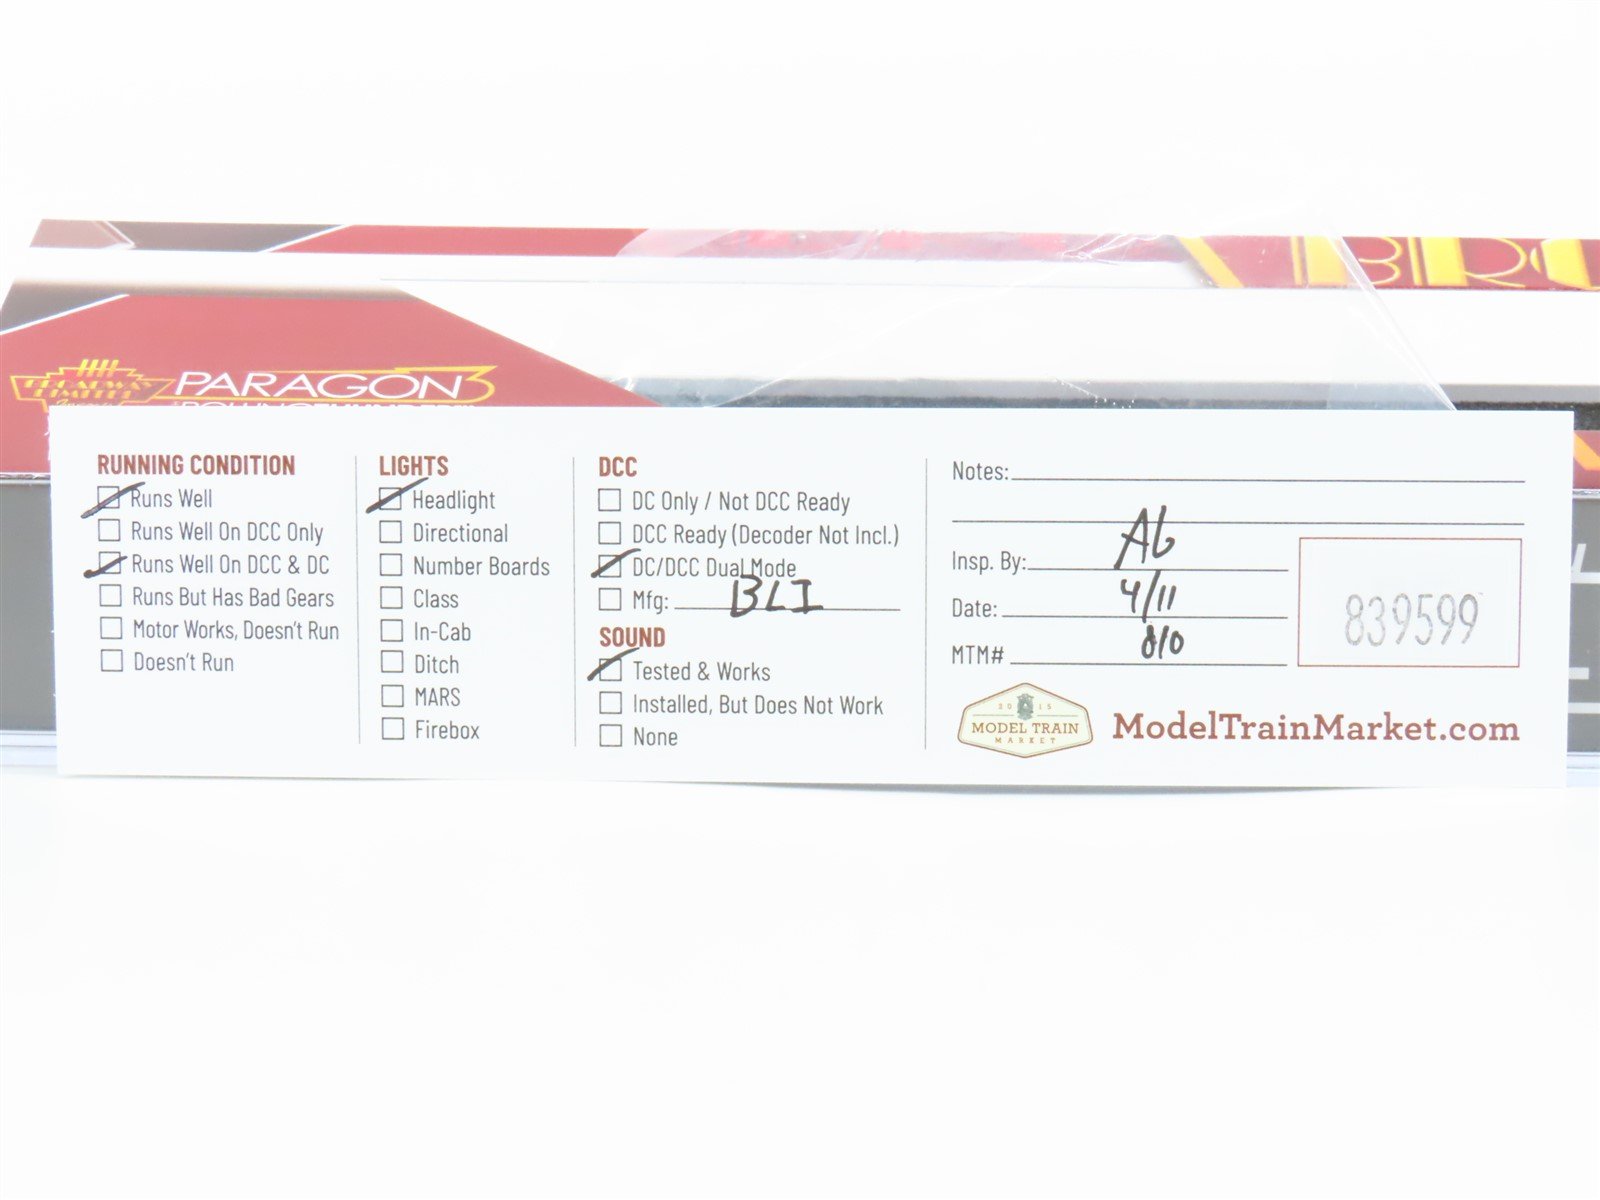 BRO
BROADWAY LIMITED
PARAGON3
RUNNING CONDITION
Runs Well
Runs Well On DCC Only
Runs Well On DCC & DC
Runs But Has Bad Gears
Motor Works, Doesn't Run
Doesn't Run
LIGHTS
Headlight
Directional
Number Boards
Class
In-Cab
Ditch
MARS
Firebox
DCC
DC Only / Not DCC Ready
DCC Ready (Decoder Not Incl.)
DC/DCC Dual Mode
Mfg: BLI
SOUND
Tested & Works
Installed, But Does Not Work
None
Notes:
Insp. By: AG
Date: 4/11
MTM# 810
839599
2015
MODEL TRAIN
MARKET
ModelTrainMarket.com